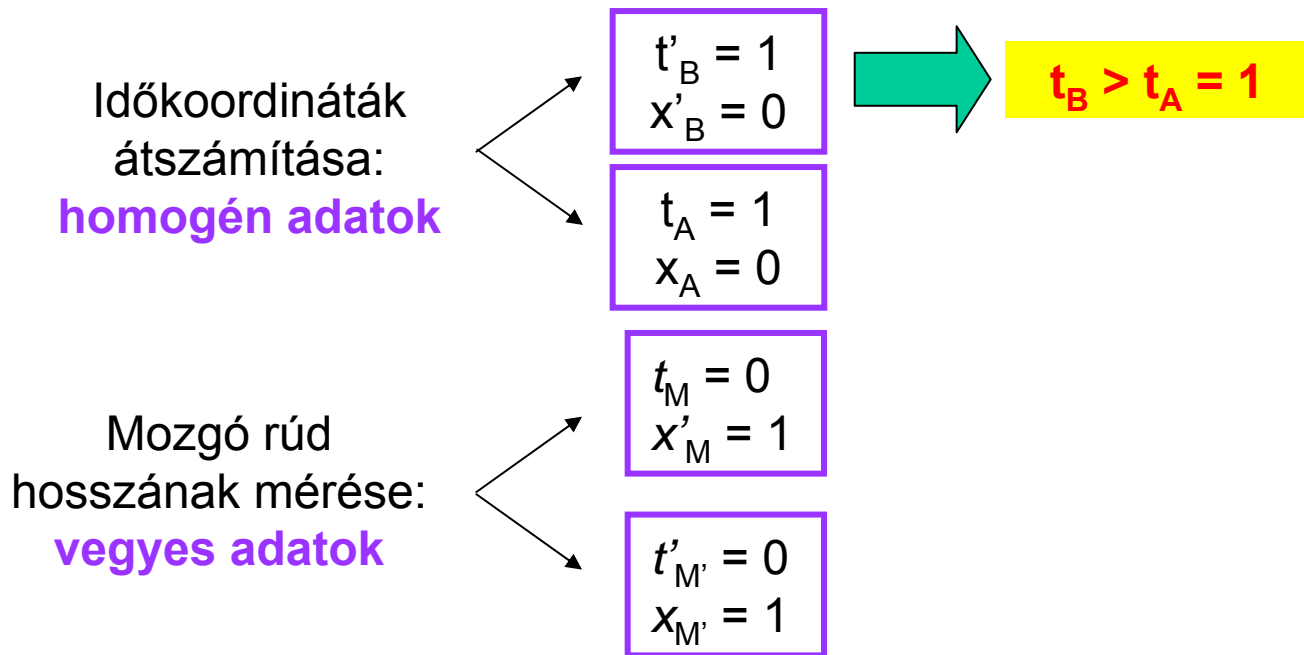 Időkoordináták
átszámítása:
homogén adatok
t’B = 1
x’B = 0
tB > tA = 1
tA = 1
xA = 0
Mozgó rúd
hosszának mérése:
vegyes adatok
tM = 0
x’M = 1
t’M’ = 0
xM’ = 1